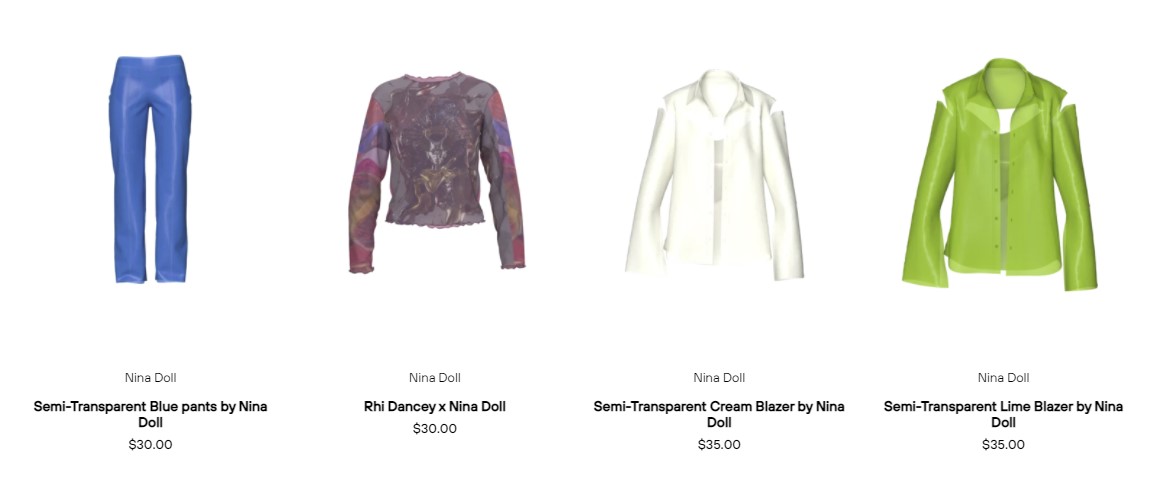 Nina Doll
Semi-Transparent Blue pants by Nina
Doll
$30.00
Nina Doll
Rhi Dancey x Nina Doll
$30.00
Nina Doll
Semi-Transparent Cream Blazer by Nina
Doll
$35.00
Nina Doll
Semi-Transparent Lime Blazer by Nina
Doll
$35.00